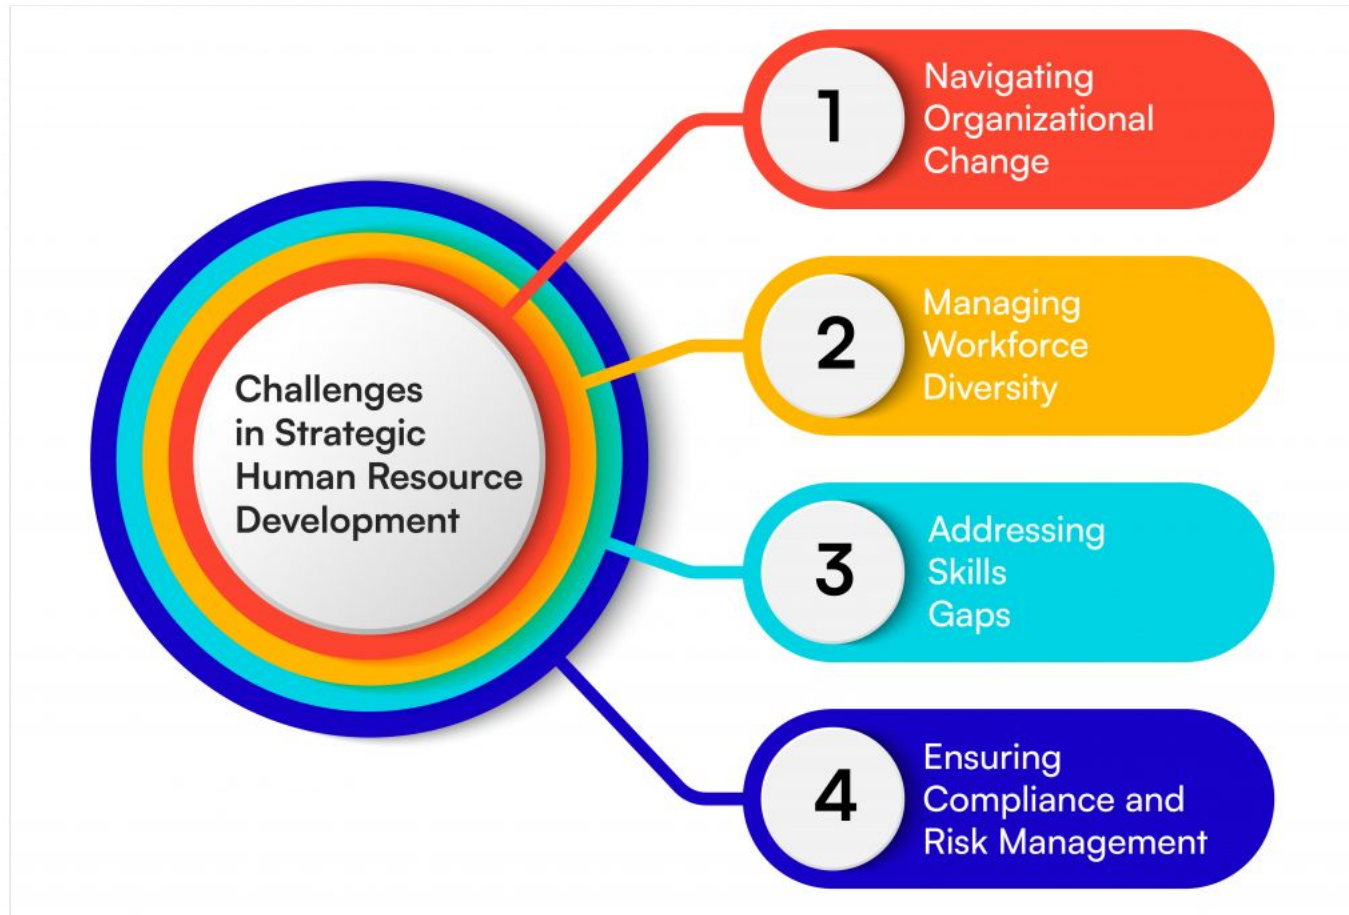 Challenges
in Strategic
Human Resource
Development
1
Navigating
Organizational
Change
2
Managing
Workforce
Diversity
3
Addressing
Skills
Gaps
4
Ensuring
Compliance and
Risk Management